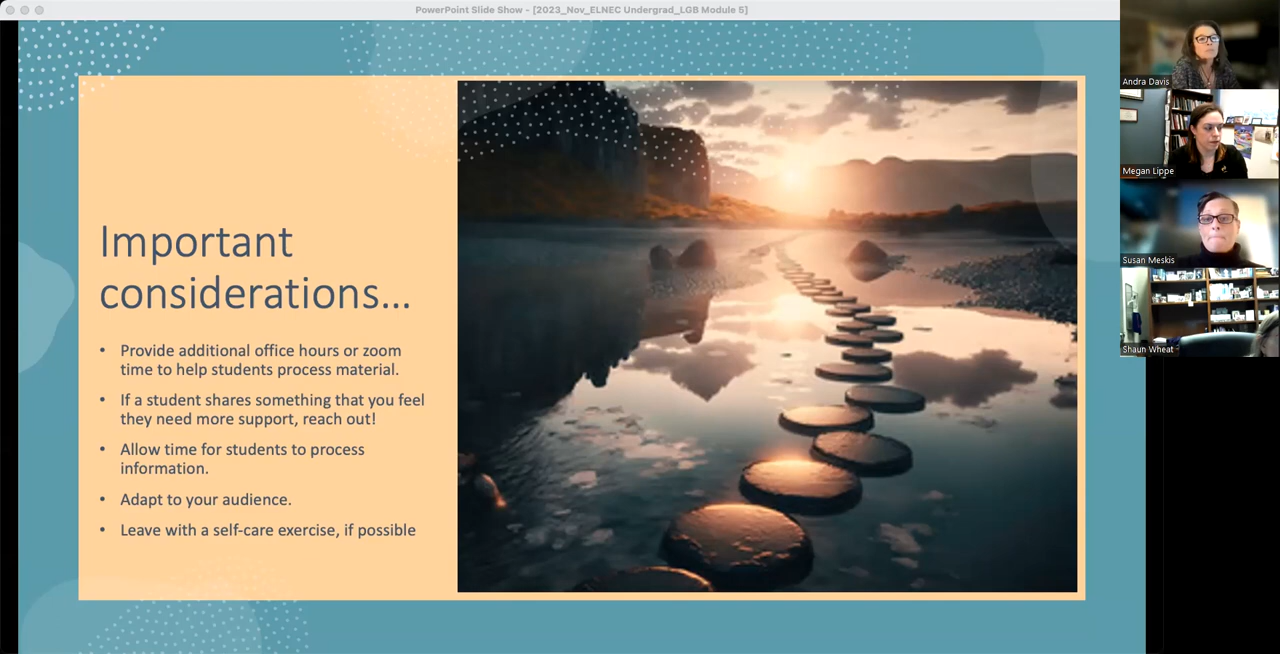 PowerPoint Slide Show - [2023_Nov_ELNEC Undergrad_LGB Module 5]
Important
considerations...
• Provide additional office hours or zoom
time to help students process material.
• If a student shares something that you feel
they need more support, reach out!
• Allow time for students to process
information.
• Adapt to your audience.
• Leave with a self-care exercise, if possible
Andra Davis
Megan Lippe
Susan Meskis
Shaun Wheat